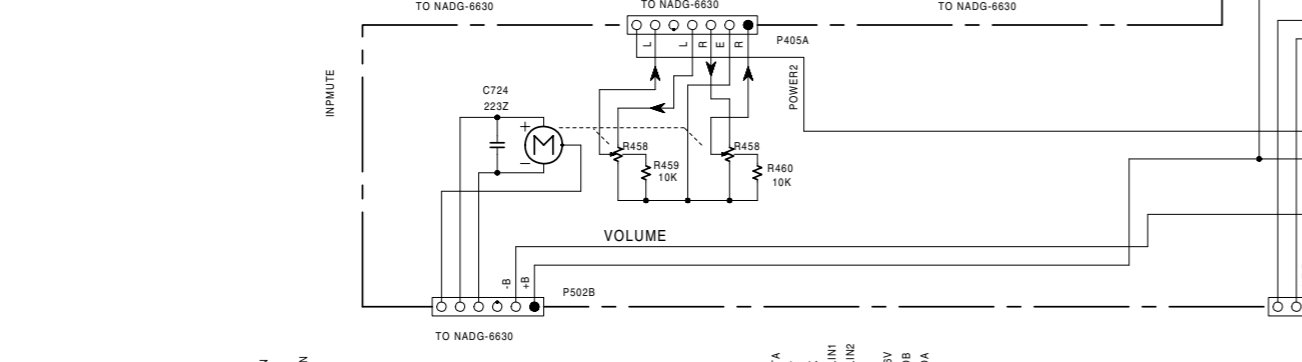 TO NADG-6630
TO NADG-6630
TO NADG-6630
L
L
R
E
R
P405A
INPMUTE
POWER2
C724
223Z
+
M
−
R458
R459
10K
R458
R460
10K
VOLUME
-B
+B
P502B
TO NADG-6630